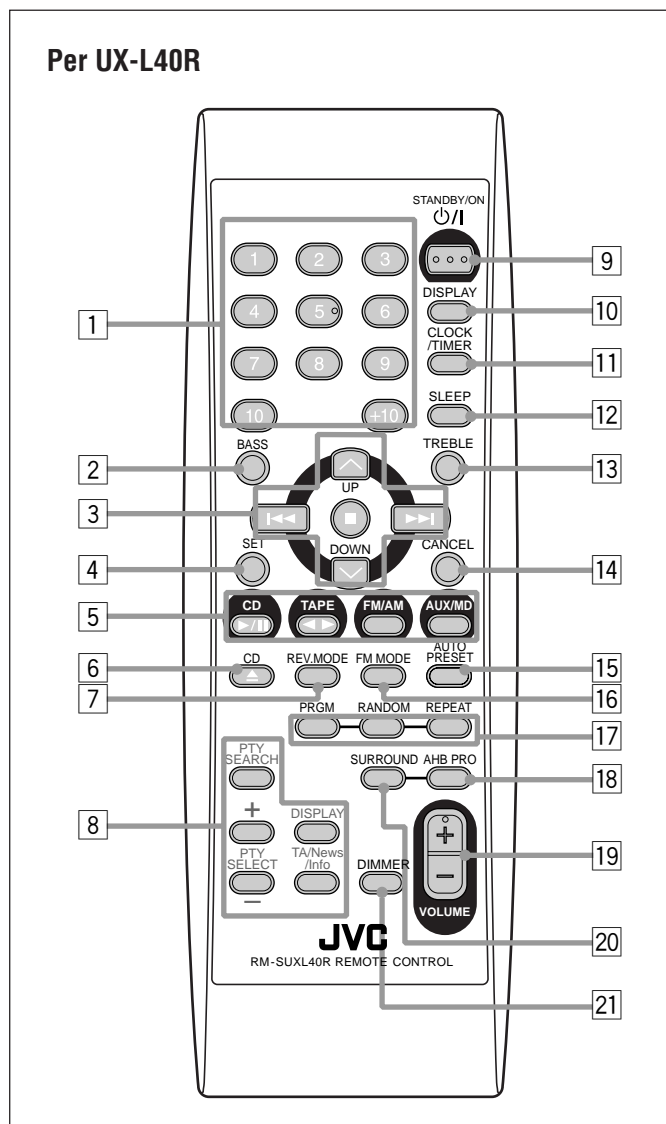 Per UX-L40R
STANDBY/ON
⏻/I
1 2 3
9
DISPLAY
10
1
4 5 6
CLOCK
/TIMER
11
7 8 9
SLEEP
12
10 +10
BASS
TREBLE
2
13
UP
3
DOWN
SET
CANCEL
4
14
5
CD TAPE FM/AM AUX/MD
6
CD
REV.MODE
FM MODE
AUTO
PRESET
15
7
16
PRGM RANDOM REPEAT
17
SURROUND AHB PRO
18
8
PTY
SEARCH
+
DISPLAY
PTY
SELECT
–
TA/News
/Info
DIMMER
+
–
19
VOLUME
JVC
20
RM-SUXL40R REMOTE CONTROL
21